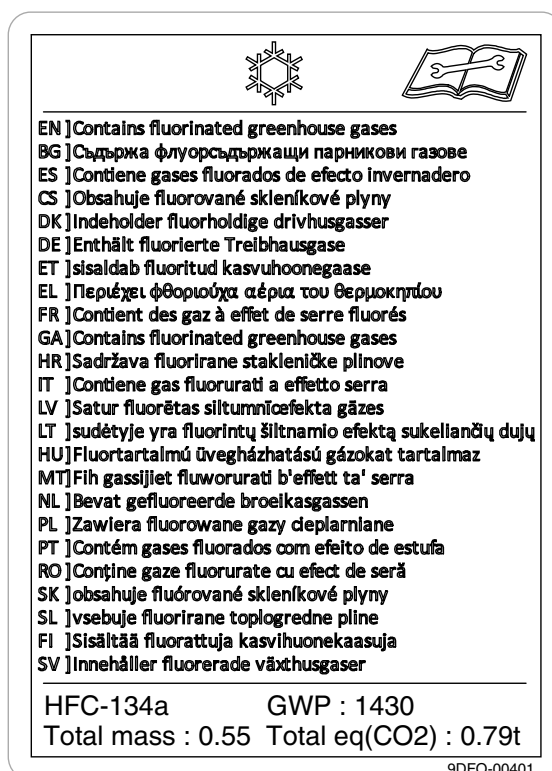 EN ]Contains fluorinated greenhouse gases
BG ]Съдържа флуорсъдържащи парникови газове
ES ]Contiene gases fluorados de efecto invernadero
CS ]Obsahuje fluorované skleníkové plyny
DK ]Indeholder fluorholdige drivhusgasser
DE ]Enthält fluorierte Treibhausgase
ET ]sisaldab fluoritud kasvuhoonegaase
EL ]Περιέχει φθοριούχα αέρια του θερμοκηπίου
FR ]Contient des gaz à effet de serre fluorés
GA]Contains fluorinated greenhouse gases
HR]Sadržava fluorirane stakleničke plinove
IT ]Contiene gas fluorurati a effetto serra
LV ]Satur fluorētas siltumnīcefekta gāzes
LT ]sudėtyje yra fluorintų šiltnamio efektą sukeliančių dujų
HU]Fluortartalmú üvegházhatású gázokat tartalmaz
MT]Fih gassijiet fluworurati b'effett ta' serra
NL ]Bevat gefluoreerde broeikasgassen
PL ]Zawiera fluorowane gazy cieplarniane
PT ]Contém gases fluorados com efeito de estufa
RO ]Conține gaze fluorurate cu efect de seră
SK ]obsahuje fluórované skleníkové plyny
SL ]vsebuje fluorirane toplogredne pline
FI ]Sisältää fluorattuja kasvihuonekaasuja
SV ]Innehåller fluorerade växthusgaser
HFC-134a GWP : 1430
Total mass : 0.55 Total eq(CO2) : 0.79t
9DFO-00401